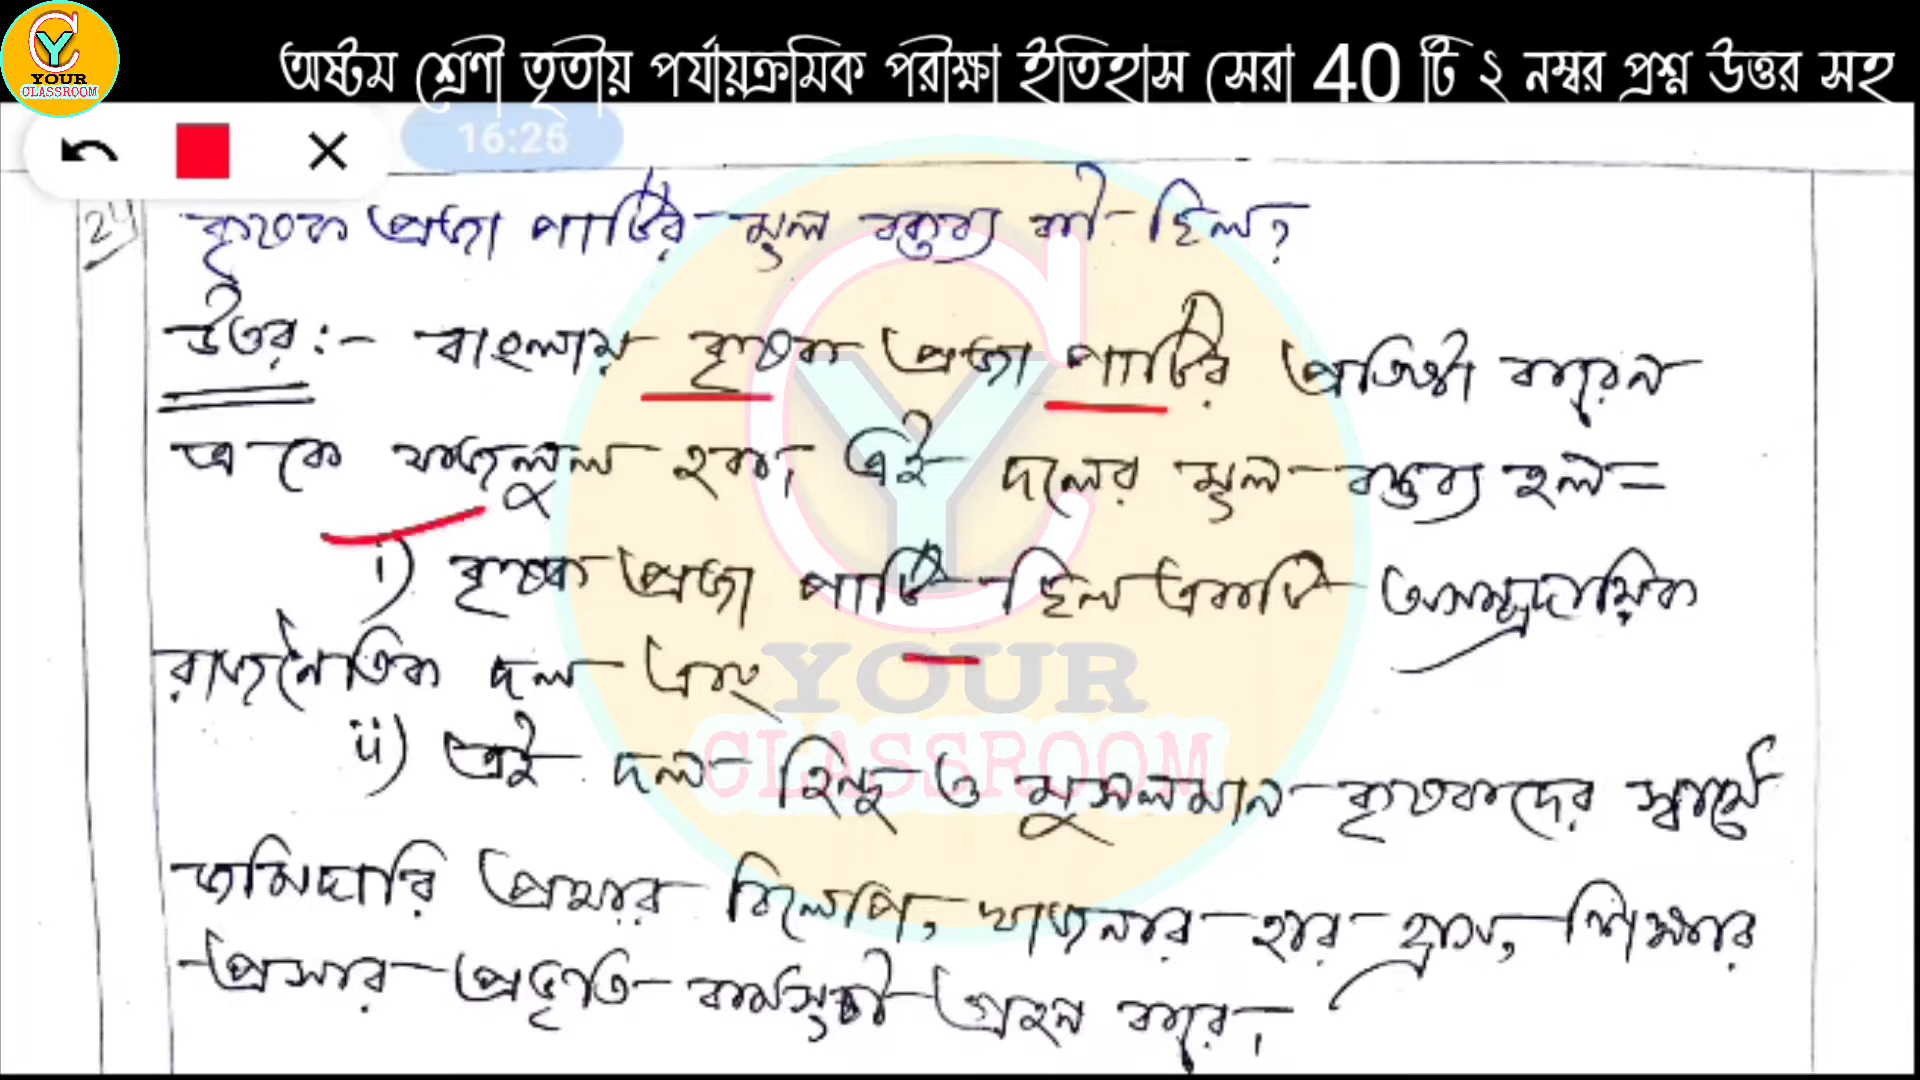 অষ্টম শ্রেণী তৃতীয় পর্যায়ক্রমিক পরীক্ষা ইতিহাস সেরা 40 টি ২ নম্বর প্রশ্ন উত্তর সহ
YOUR
CLASSROOM
16:26
কৃষক প্রজা পার্টির মূল বক্তব্য কী ছিল?
উত্তর :- বাংলায় কৃষক প্রজা পার্টির প্রতিষ্ঠা করেন
এ কে ফজলুল হক। এই দলের মূল বক্তব্য হল =
i) কৃষক প্রজা পার্টি ছিল একটি অসাম্প্রদায়িক
রাজনৈতিক দল এবং
YOUR
CLASSROOM
ii) এই দল হিন্দু ও মুসলমান কৃষকদের স্বার্থে
জমিদারি প্রথার বিলোপ, খাজনার হার হ্রাস, শিক্ষার
প্রসার প্রভৃতি কর্মসূচী গ্রহন করে।